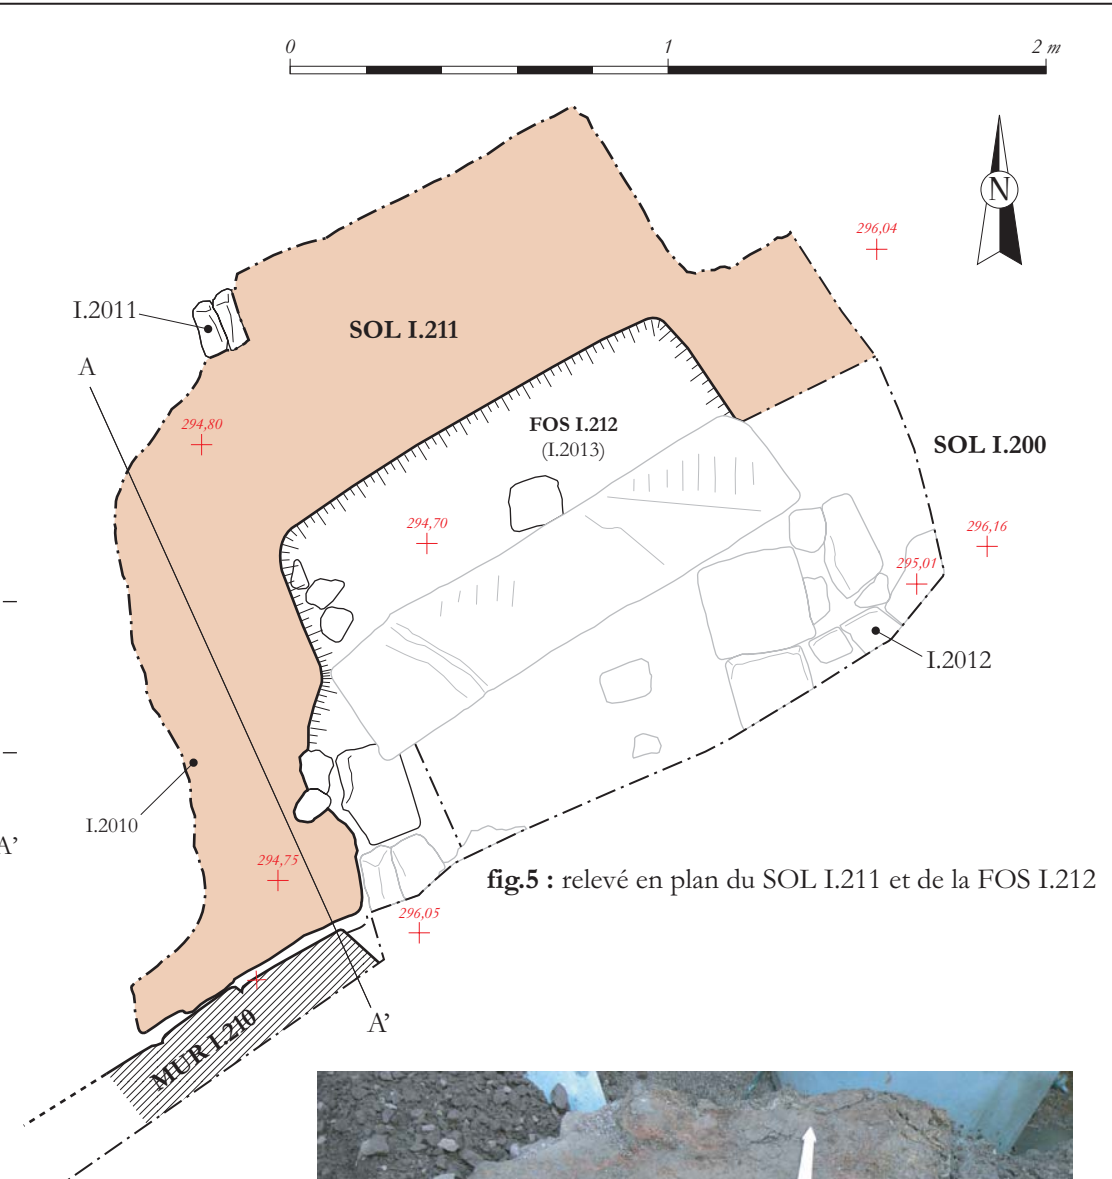 0 1 2 m
N
296,04
I.2011
SOL I.211
A
294,80
FOS I.212
(I.2013)
SOL I.200
294,70
296,16
295,01
I.2012
I.2010
A'
294,75
fig.5 : relevé en plan du SOL I.211 et de la FOS I.212
296,05
A'
MUR I.210